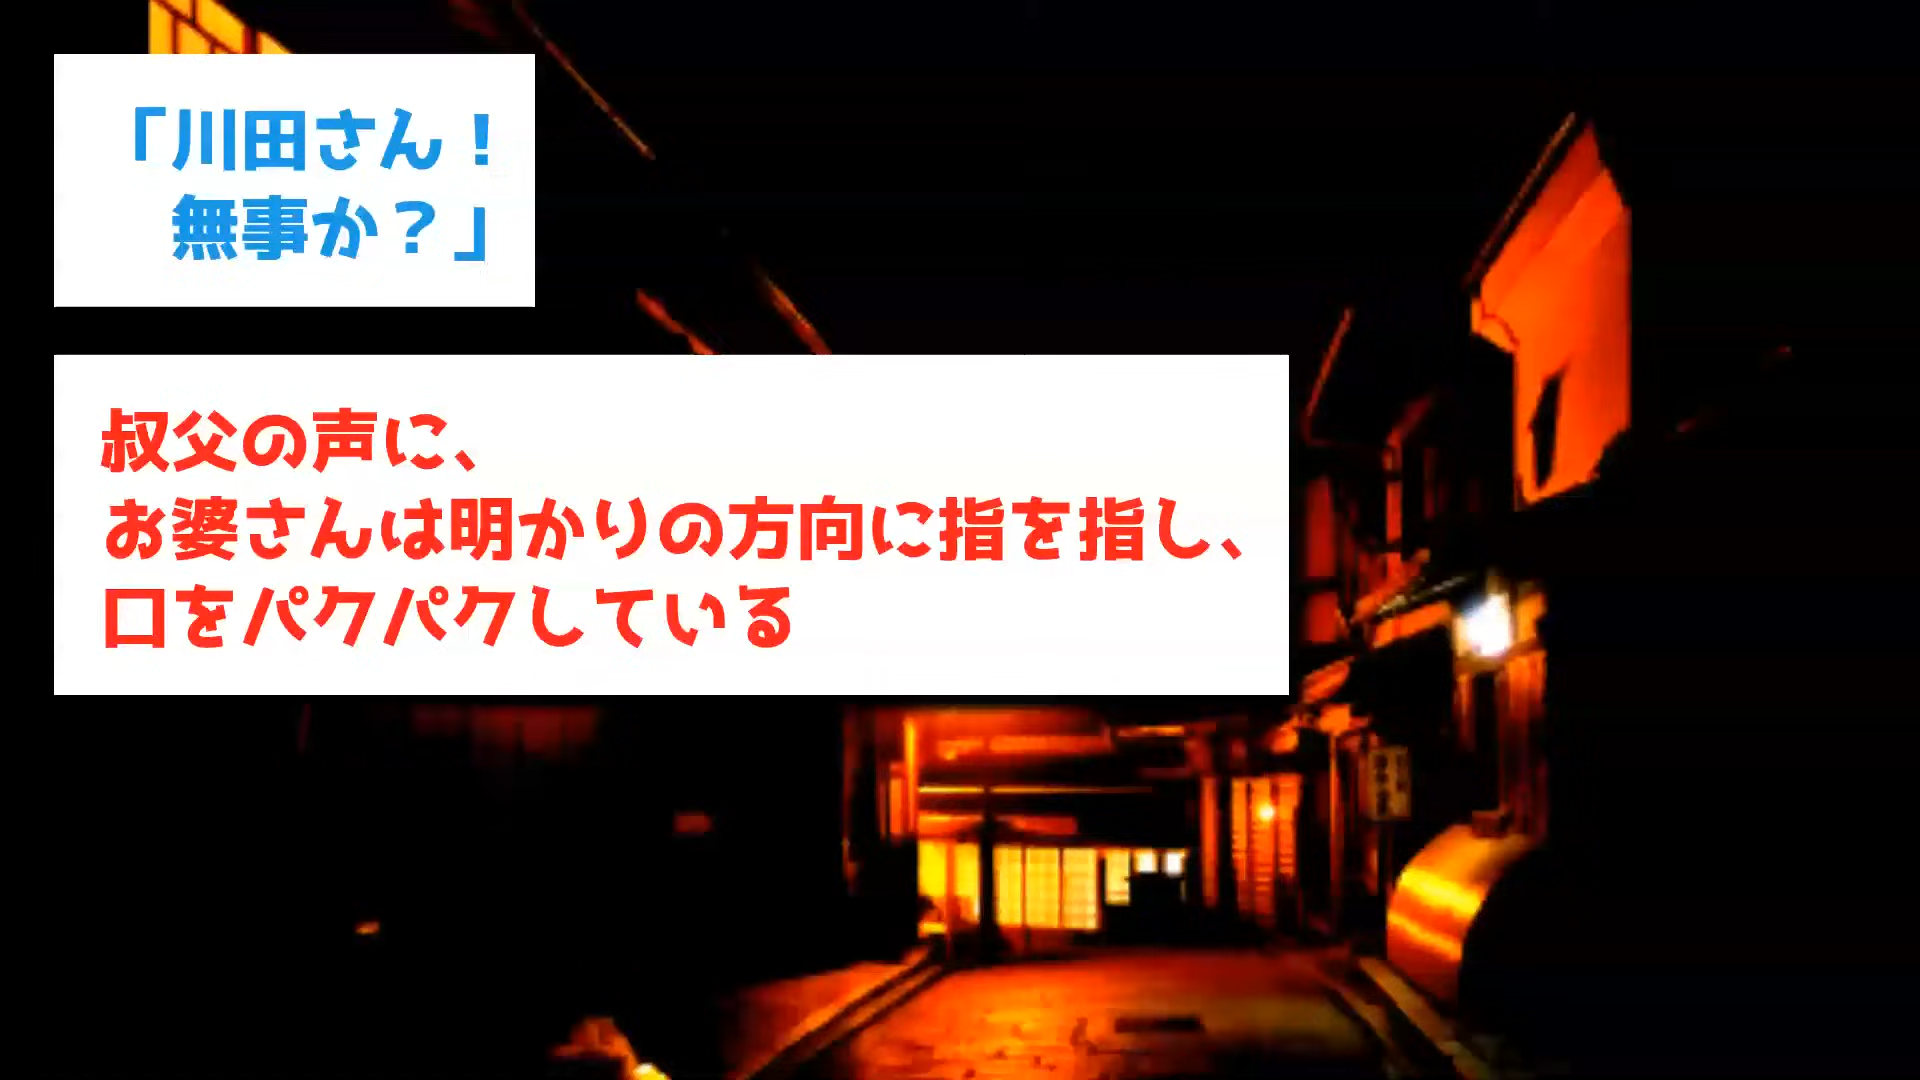 「川田さん！
無事か？」
叔父の声に、
お婆さんは明かりの方向に指を指し、
口をパクパクしている